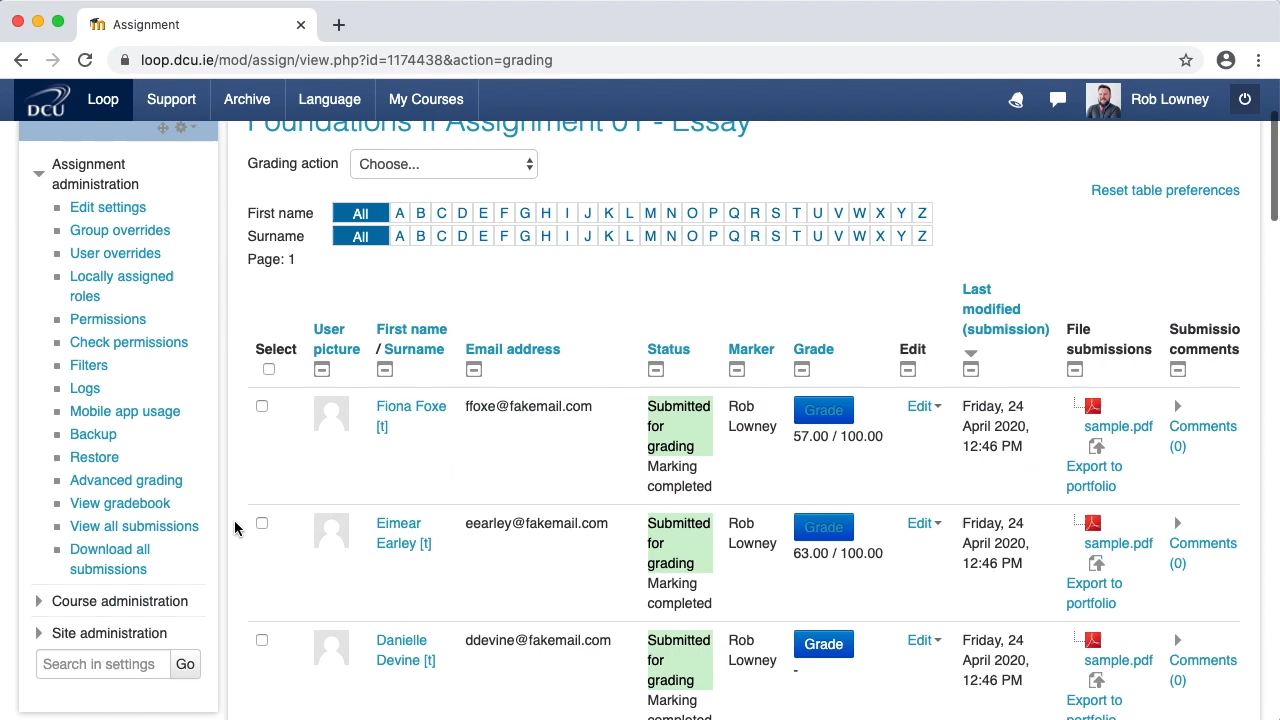 Assignment
loop.dcu.ie/mod/assign/view.php?id=1174438&action=grading
DCU
Loop
Support
Archive
Language
My Courses
Rob Lowney
Foundations II Assignment 01 - Essay
Grading action
Choose...
Reset table preferences
First name
All A B C D E F G H I J K L M N O P Q R S T U V W X Y Z
Surname
All A B C D E F G H I J K L M N O P Q R S T U V W X Y Z
Page: 1
Assignment
administration
Edit settings
Group overrides
User overrides
Locally assigned
roles
Permissions
Check permissions
Filters
Logs
Mobile app usage
Backup
Restore
Advanced grading
View gradebook
View all submissions
Download all
submissions
Course administration
Site administration
Search in settings
Go
Select
User
picture
First name
/ Surname
Email address
Status
Marker
Grade
Edit
Last
modified
(submission)
File
submissions
Submissio
comments
Fiona Foxe
[t]
ffoxe@fakemail.com
Submitted
for
grading
Marking
completed
Rob
Lowney
Grade
57.00 / 100.00
Edit
Friday, 24
April 2020,
12:46 PM
sample.pdf
Export to
portfolio
Comments
(0)
Eimear
Earley [t]
eearley@fakemail.com
Submitted
for
grading
Marking
completed
Rob
Lowney
Grade
63.00 / 100.00
Edit
Friday, 24
April 2020,
12:46 PM
sample.pdf
Export to
portfolio
Comments
(0)
Danielle
Devine [t]
ddevine@fakemail.com
Submitted
for
grading
Marking
completed
Rob
Lowney
Grade
-
Edit
Friday, 24
April 2020,
12:46 PM
sample.pdf
Export to
portfolio
Comments
(0)